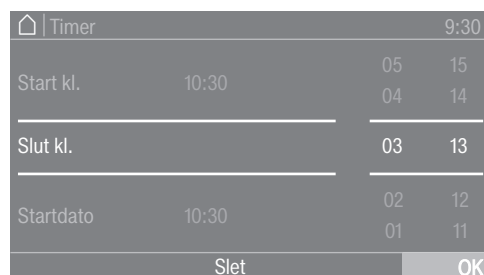 Timer 9:30
05 15
Start kl. 10:30
04 14
Slut kl. 03 13
02 12
Startdato 10:30
01 11
Slet OK